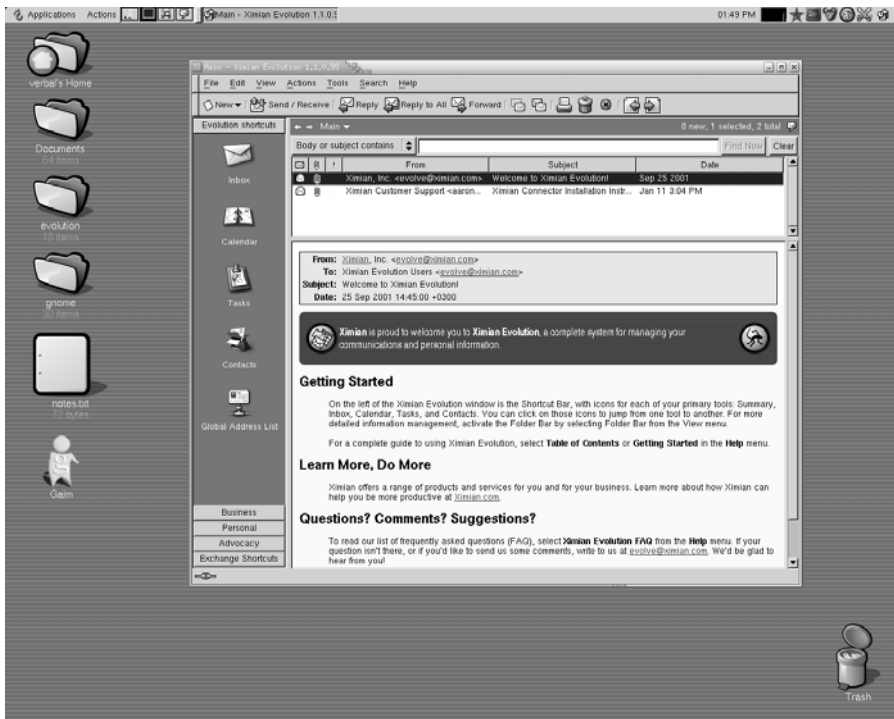 Applications Actions Main - Ximian Evolution 1.1.0.9 01:49 PM
verbal's Home
Documents
64 items
evolution
18 items
gnome
30 items
notes.txt
72 bytes
Gaim
Main - Ximian Evolution 1.1.0.99
File Edit View Actions Tools Search Help
New Send / Receive Reply Reply to All Forward
Evolution shortcuts
Inbox
Calendar
Tasks
Contacts
Global Address List
Business
Personal
Advocacy
Exchange Shortcuts
Main 0 new, 1 selected, 2 total
Body or subject contains Find Now Clear
! From Subject Date
Ximian, Inc. <evolve@ximian.com> Welcome to Ximian Evolution! Sep 25 2001
Ximian Customer Support <aaron... Ximian Connector Installation Instr... Jan 11 3:04 PM
From: Ximian, Inc. <evolve@ximian.com>
To: Ximian Evolution Users <evolve@ximian.com>
Subject: Welcome to Ximian Evolution!
Date: 25 Sep 2001 14:45:00 +0300
Ximian is proud to welcome you to Ximian Evolution, a complete system for managing your
communications and personal information.
Getting Started
On the left of the Ximian Evolution window is the Shortcut Bar, with icons for each of your primary tools: Summary,
Inbox, Calendar, Tasks, and Contacts. You can click on those icons to jump from one tool to another. For more
detailed information management, activate the Folder Bar by selecting Folder Bar from the View menu.
For a complete guide to using Ximian Evolution, select Table of Contents or Getting Started in the Help menu.
Learn More, Do More
Ximian offers a range of products and services for you and for your business. Learn more about how Ximian can
help you be more productive at Ximian.com.
Questions? Comments? Suggestions?
To read our list of frequently asked questions (FAQ), select Ximian Evolution FAQ from the Help menu. If your
question isn't there, or if you'd like to send us some comments, write to us at evolve@ximian.com. We'd be glad to
hear from you!
Trash